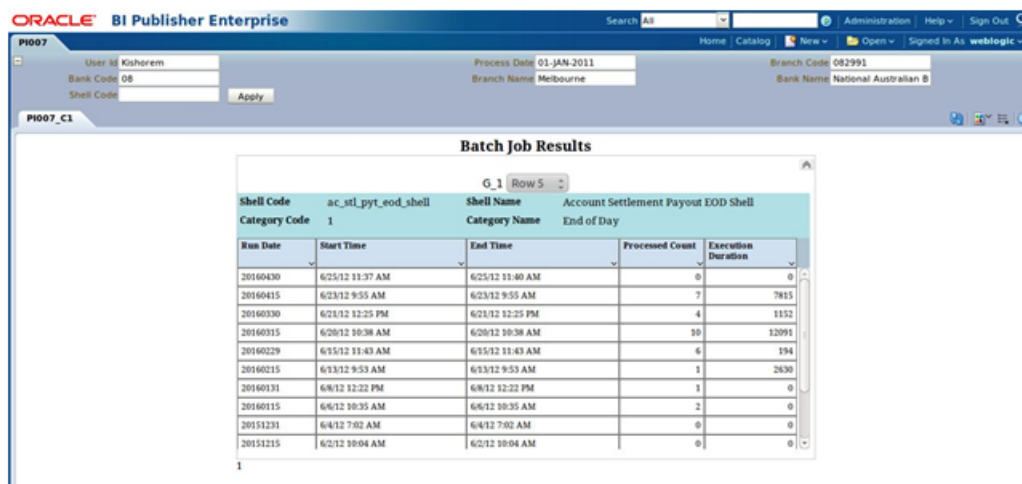 ORACLE BI Publisher Enterprise Search All Administration Help Sign Out
PI007 Home Catalog New Open Signed In As weblogic
User Id Kishorem Process Date 01-JAN-2011 Branch Code 082991
Bank Code 08 Branch Name Melbourne Bank Name National Australian B
Shell Code Apply
PI007_C1
Batch Job Results
G_1 Row 5
Shell Code ac_stl_pyt_eod_shell Shell Name Account Settlement Payout EOD Shell
Category Code 1 Category Name End of Day
Run Date Start Time End Time Processed Count Execution Duration
20160430 6/25/12 11:37 AM 6/25/12 11:40 AM 0 0
20160415 6/23/12 9:55 AM 6/23/12 9:55 AM 7 7815
20160330 6/21/12 12:25 PM 6/21/12 12:25 PM 4 1152
20160315 6/20/12 10:38 AM 6/20/12 10:38 AM 10 12091
20160229 6/15/12 11:43 AM 6/15/12 11:43 AM 6 194
20160215 6/13/12 9:53 AM 6/13/12 9:53 AM 1 2630
20160131 6/8/12 12:22 PM 6/8/12 12:22 PM 1 0
20160115 6/6/12 10:35 AM 6/6/12 10:35 AM 2 0
20151231 6/4/12 7:02 AM 6/4/12 7:02 AM 0 0
20151215 6/2/12 10:04 AM 6/2/12 10:04 AM 0 0
1